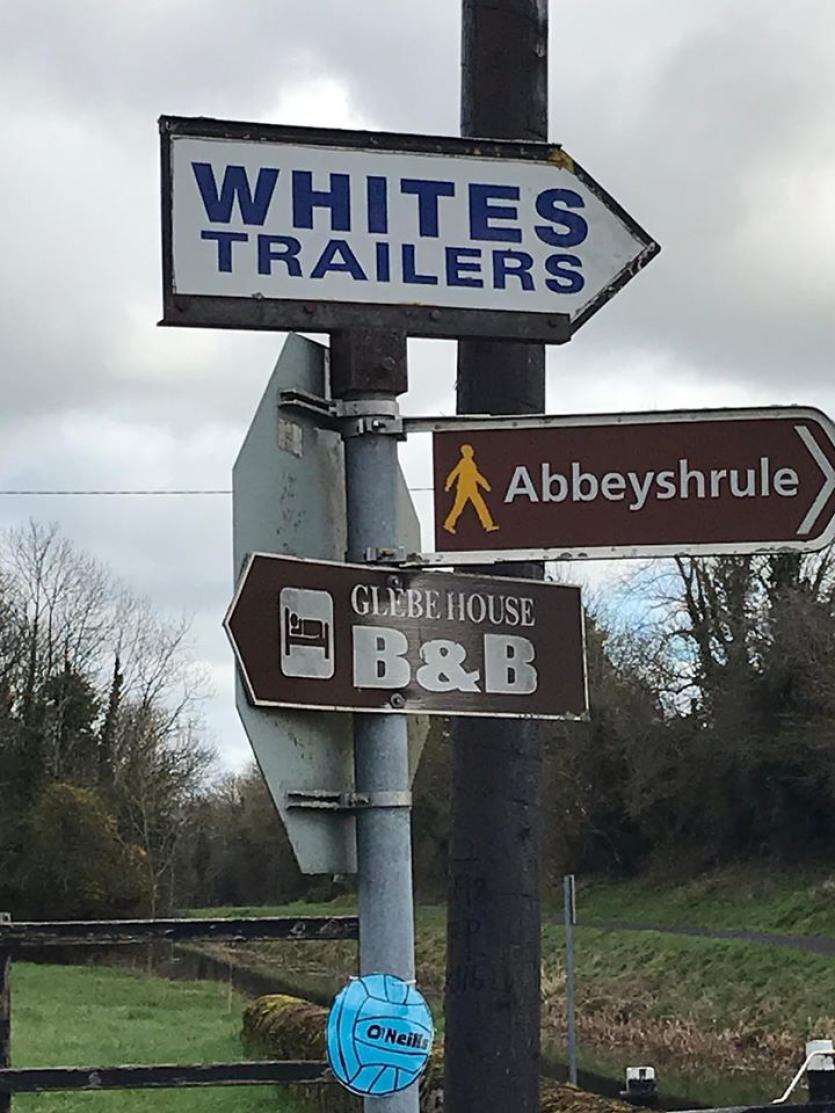 WHITES
TRAILERS
Abbeyshrule
GLEBE HOUSE
B&B
O'Neills